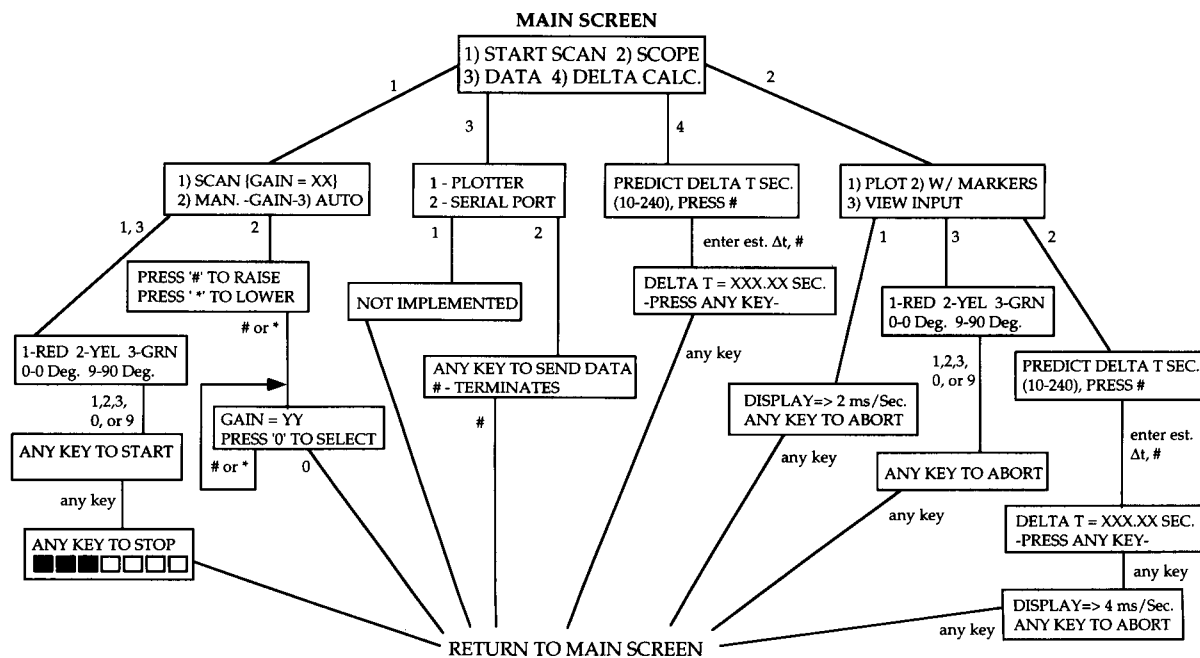 MAIN SCREEN
1) START SCAN 2) SCOPE
3) DATA 4) DELTA CALC.
1
3
4
2
1) SCAN {GAIN = XX}
2) MAN. -GAIN-3) AUTO
1 - PLOTTER
2 - SERIAL PORT
PREDICT DELTA T SEC.
(10-240), PRESS #
1) PLOT 2) W/ MARKERS
3) VIEW INPUT
1, 3
2
1
2
enter est. Δt, #
1
3
2
PRESS '#' TO RAISE
PRESS ' *' TO LOWER
NOT IMPLEMENTED
DELTA T = XXX.XX SEC.
-PRESS ANY KEY-
1-RED 2-YEL 3-GRN
0-0 Deg. 9-90 Deg.
# or *
1-RED 2-YEL 3-GRN
0-0 Deg. 9-90 Deg.
any key
ANY KEY TO SEND DATA
# - TERMINATES
1,2,3,
0, or 9
PREDICT DELTA T SEC.
(10-240), PRESS #
1,2,3,
0, or 9
GAIN = YY
PRESS '0' TO SELECT
DISPLAY=> 2 ms/Sec.
ANY KEY TO ABORT
#
ANY KEY TO START
# or *
0
any key
ANY KEY TO ABORT
enter est.
Δt, #
any key
any key
DELTA T = XXX.XX SEC.
-PRESS ANY KEY-
ANY KEY TO STOP
any key
DISPLAY=> 4 ms/Sec.
ANY KEY TO ABORT
any key
RETURN TO MAIN SCREEN